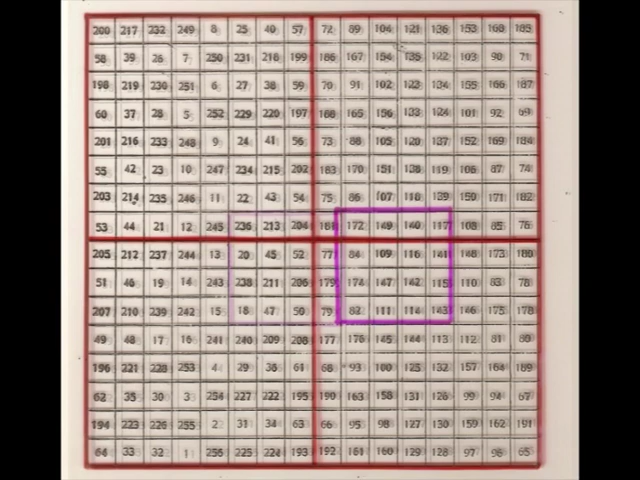 200 217 232 249 8 25 40 57 72 89 104 121 136 153 168 185
58 39 26 7 250 231 218 199 186 167 154 135 122 103 90 71
198 219 230 251 6 27 38 59 70 91 102 123 134 155 166 187
60 37 28 5 252 229 220 197 188 165 156 133 124 101 92 69
201 216 233 248 9 24 41 56 73 88 105 120 137 152 169 184
55 42 23 10 247 234 215 202 183 170 151 138 119 106 87 74
203 214 235 246 11 22 43 54 75 86 107 118 139 150 171 182
53 44 21 12 245 236 213 204 181 172 149 140 117 108 85 76
205 212 237 244 13 20 45 52 77 84 109 116 141 148 173 180
51 46 19 14 243 238 211 206 179 174 147 142 115 110 83 78
207 210 239 242 15 18 47 50 79 82 111 114 143 146 175 178
49 48 17 16 241 240 209 208 177 176 145 144 113 112 81 80
196 221 228 253 4 29 36 61 68 93 100 125 132 157 164 189
62 35 30 3 254 227 222 195 190 163 158 131 126 99 94 67
194 223 226 255 2 31 34 63 66 95 98 127 130 159 162 191
64 33 32 1 256 225 224 193 192 161 160 129 128 97 96 65